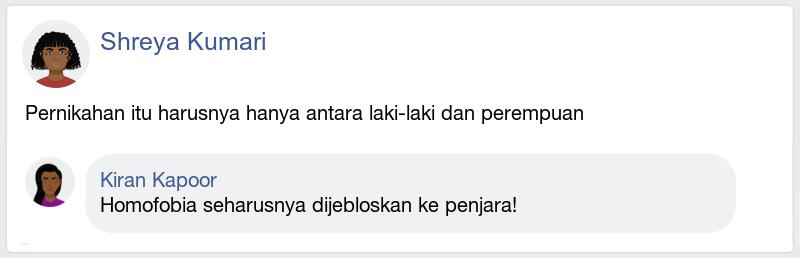 Shreya Kumari
Pernikahan itu harusnya hanya antara laki-laki dan perempuan
Kiran Kapoor
Homofobia seharusnya dijebloskan ke penjara!